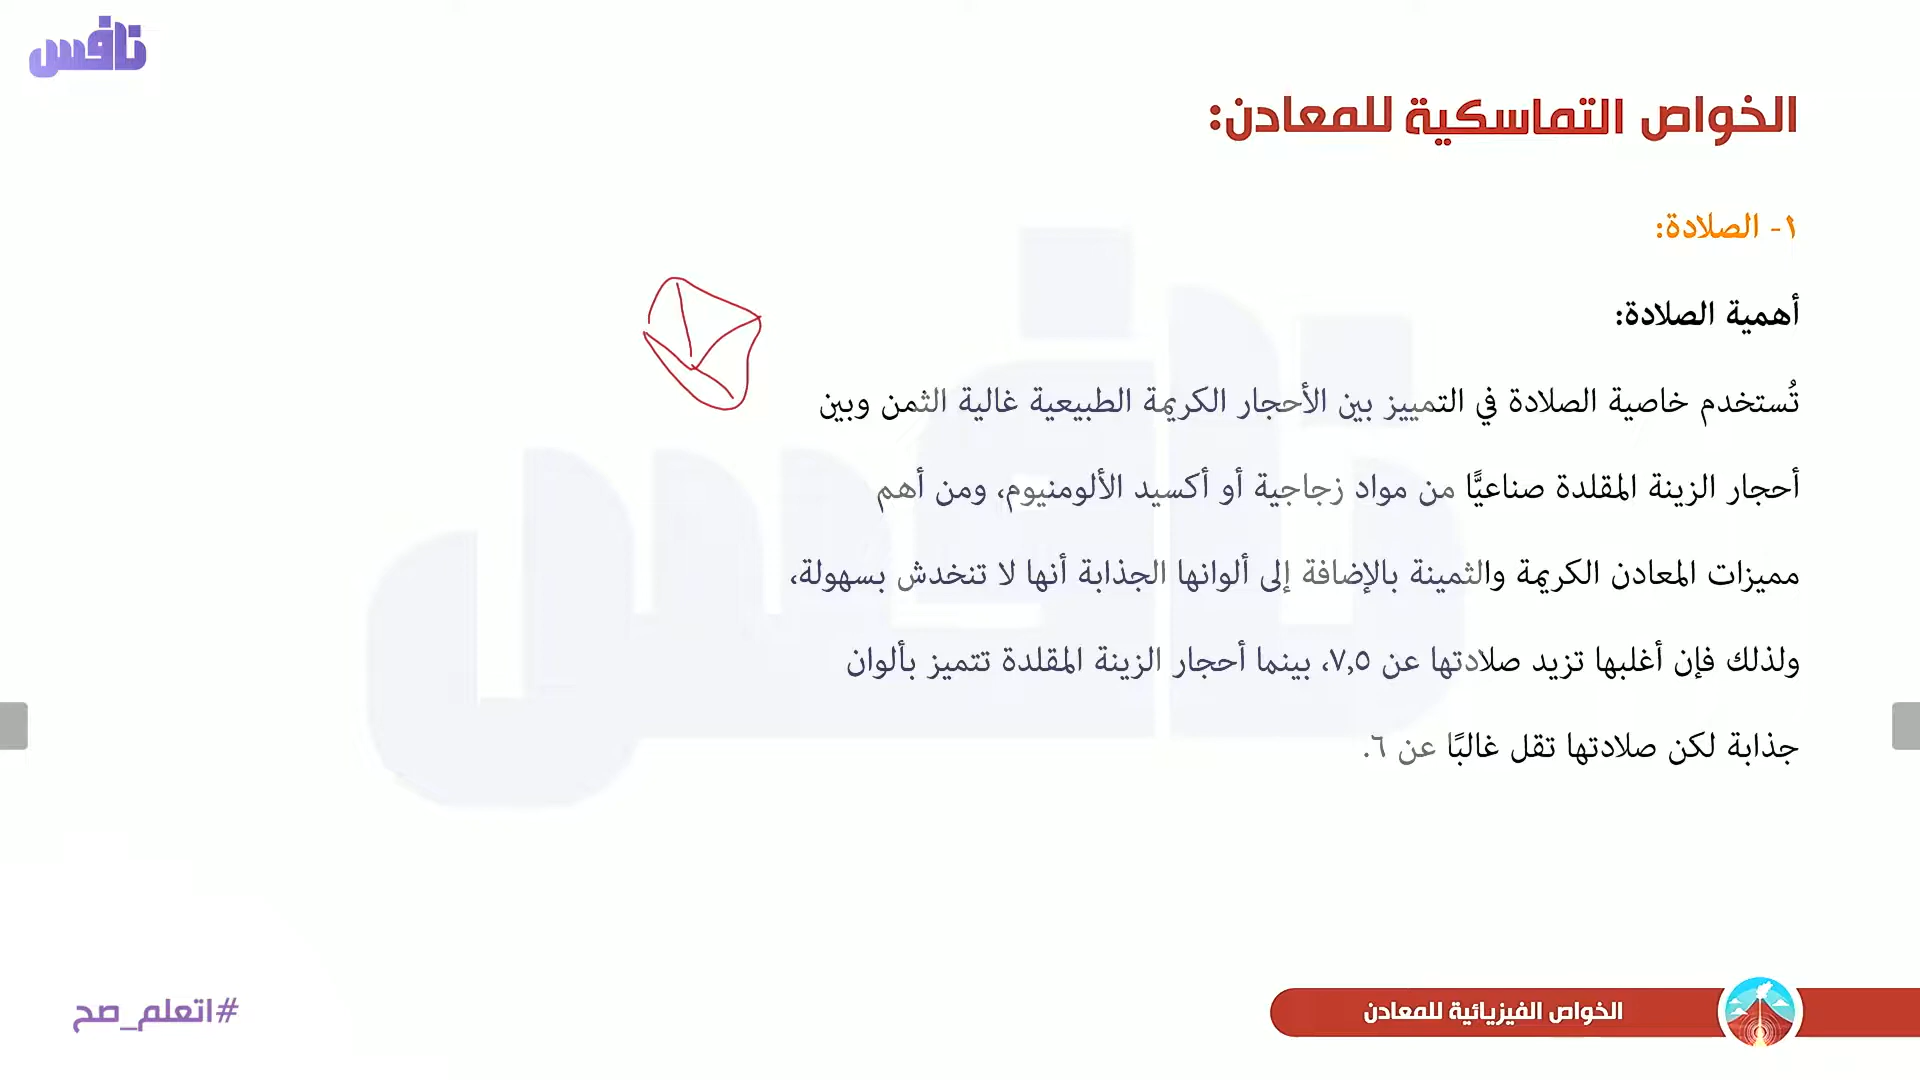 نافس
الخواص التماسكية للمعادن:
١- الصلادة:
أهمية الصلادة:
تُستخدم خاصية الصلادة في التمييز بين الأحجار الكريمة الطبيعية غالية الثمن وبين
أحجار الزينة المقلدة صناعيًّا من مواد زجاجية أو أكسيد الألومنيوم، ومن أهم
مميزات المعادن الكريمة والثمينة بالإضافة إلى ألوانها الجذابة أنها لا تنخدش بسهولة،
ولذلك فإن أغلبها تزيد صلادتها عن ٧,٥، بينما أحجار الزينة المقلدة تتميز بألوان
جذابة لكن صلادتها تقل غالبًا عن ٦.
نافس
الخواص الفيزيائية للمعادن
#اتعلم_صح